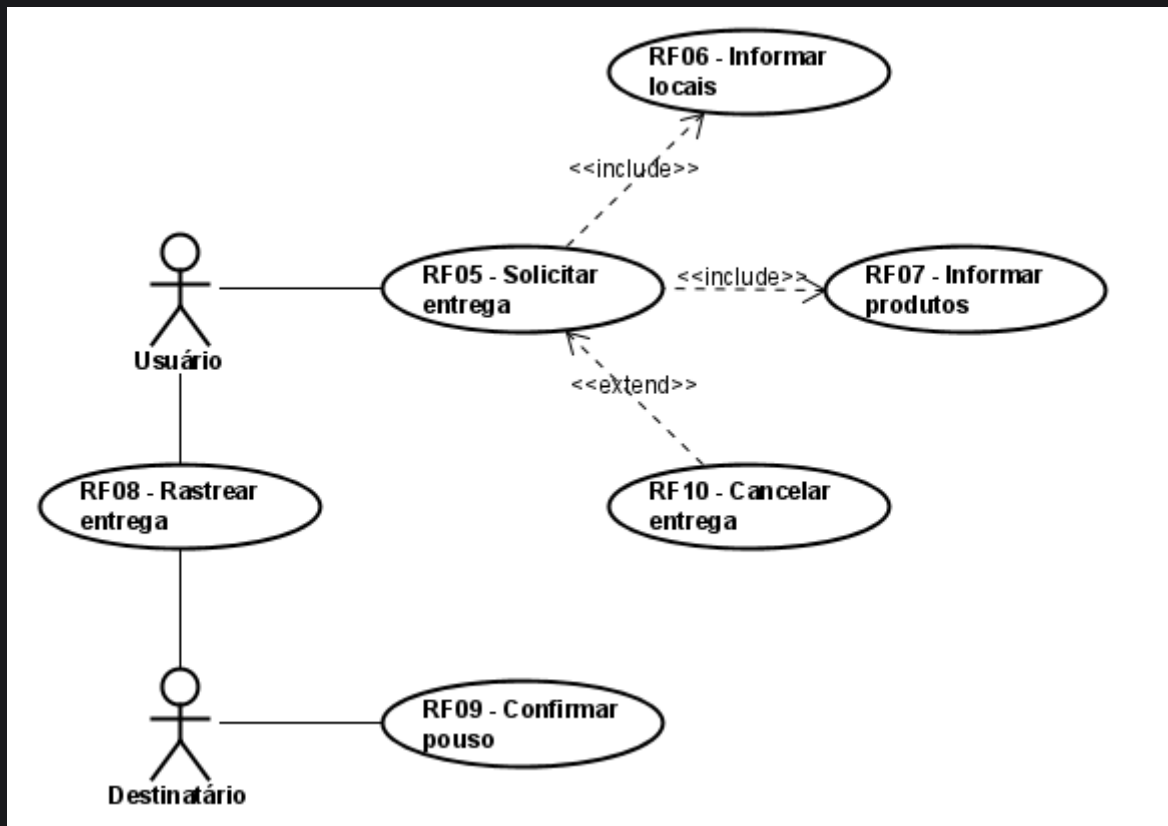 RF06 - Informar
locais
<<include>>
RF05 - Solicitar
entrega
<<include>>
RF07 - Informar
produtos
Usuário
<<extend>>
RF08 - Rastrear
entrega
RF10 - Cancelar
entrega
RF09 - Confirmar
pouso
Destinatário